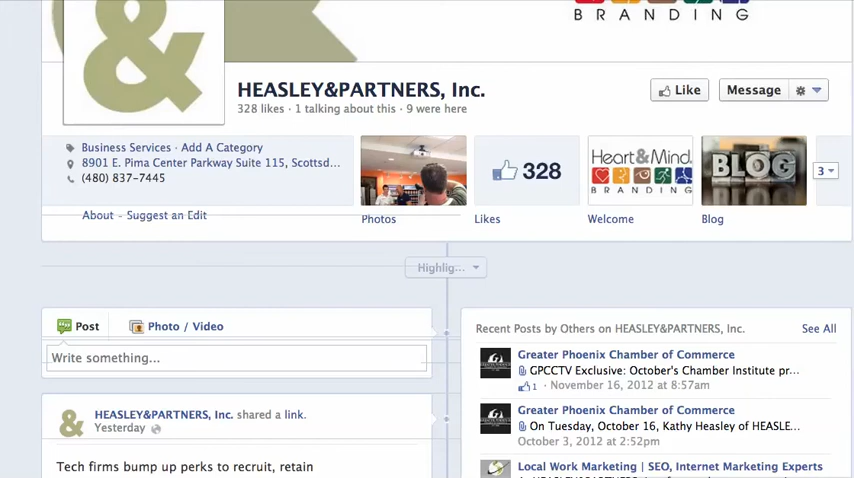 &
BRANDING
HEASLEY&PARTNERS, Inc.
328 likes · 1 talking about this · 9 were here
Like
Message
Business Services · Add A Category
8901 E. Pima Center Parkway Suite 115, Scottsd...
(480) 837-7445
About - Suggest an Edit
Photos
328
Likes
Heart&Mind
BRANDING
Welcome
BLOG
Blog
3
Highlig...
Post
Photo / Video
Write something...
&
HEASLEY&PARTNERS, Inc. shared a link.
Yesterday
Tech firms bump up perks to recruit, retain
Recent Posts by Others on HEASLEY&PARTNERS, Inc.
See All
Greater Phoenix Chamber of Commerce
GPCCTV Exclusive: October's Chamber Institute pr...
1 · November 16, 2012 at 8:57am
Greater Phoenix Chamber of Commerce
On Tuesday, October 16, Kathy Heasley of HEASLE...
October 3, 2012 at 2:52pm
Local Work Marketing | SEO, Internet Marketing Experts